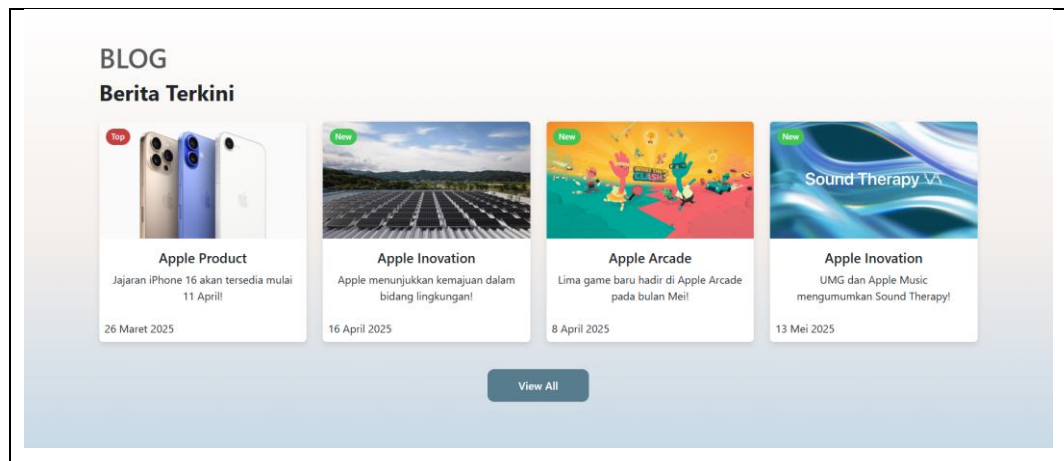 BLOG
Berita Terkini
Top
New
New
WHAT THE
CLASH?
New
Sound Therapy
Apple Product
Jajaran iPhone 16 akan tersedia mulai
11 April!
26 Maret 2025
Apple Inovation
Apple menunjukkan kemajuan dalam
bidang lingkungan!
16 April 2025
Apple Arcade
Lima game baru hadir di Apple Arcade
pada bulan Mei!
8 April 2025
Apple Inovation
UMG dan Apple Music
mengumumkan Sound Therapy!
13 Mei 2025
View All